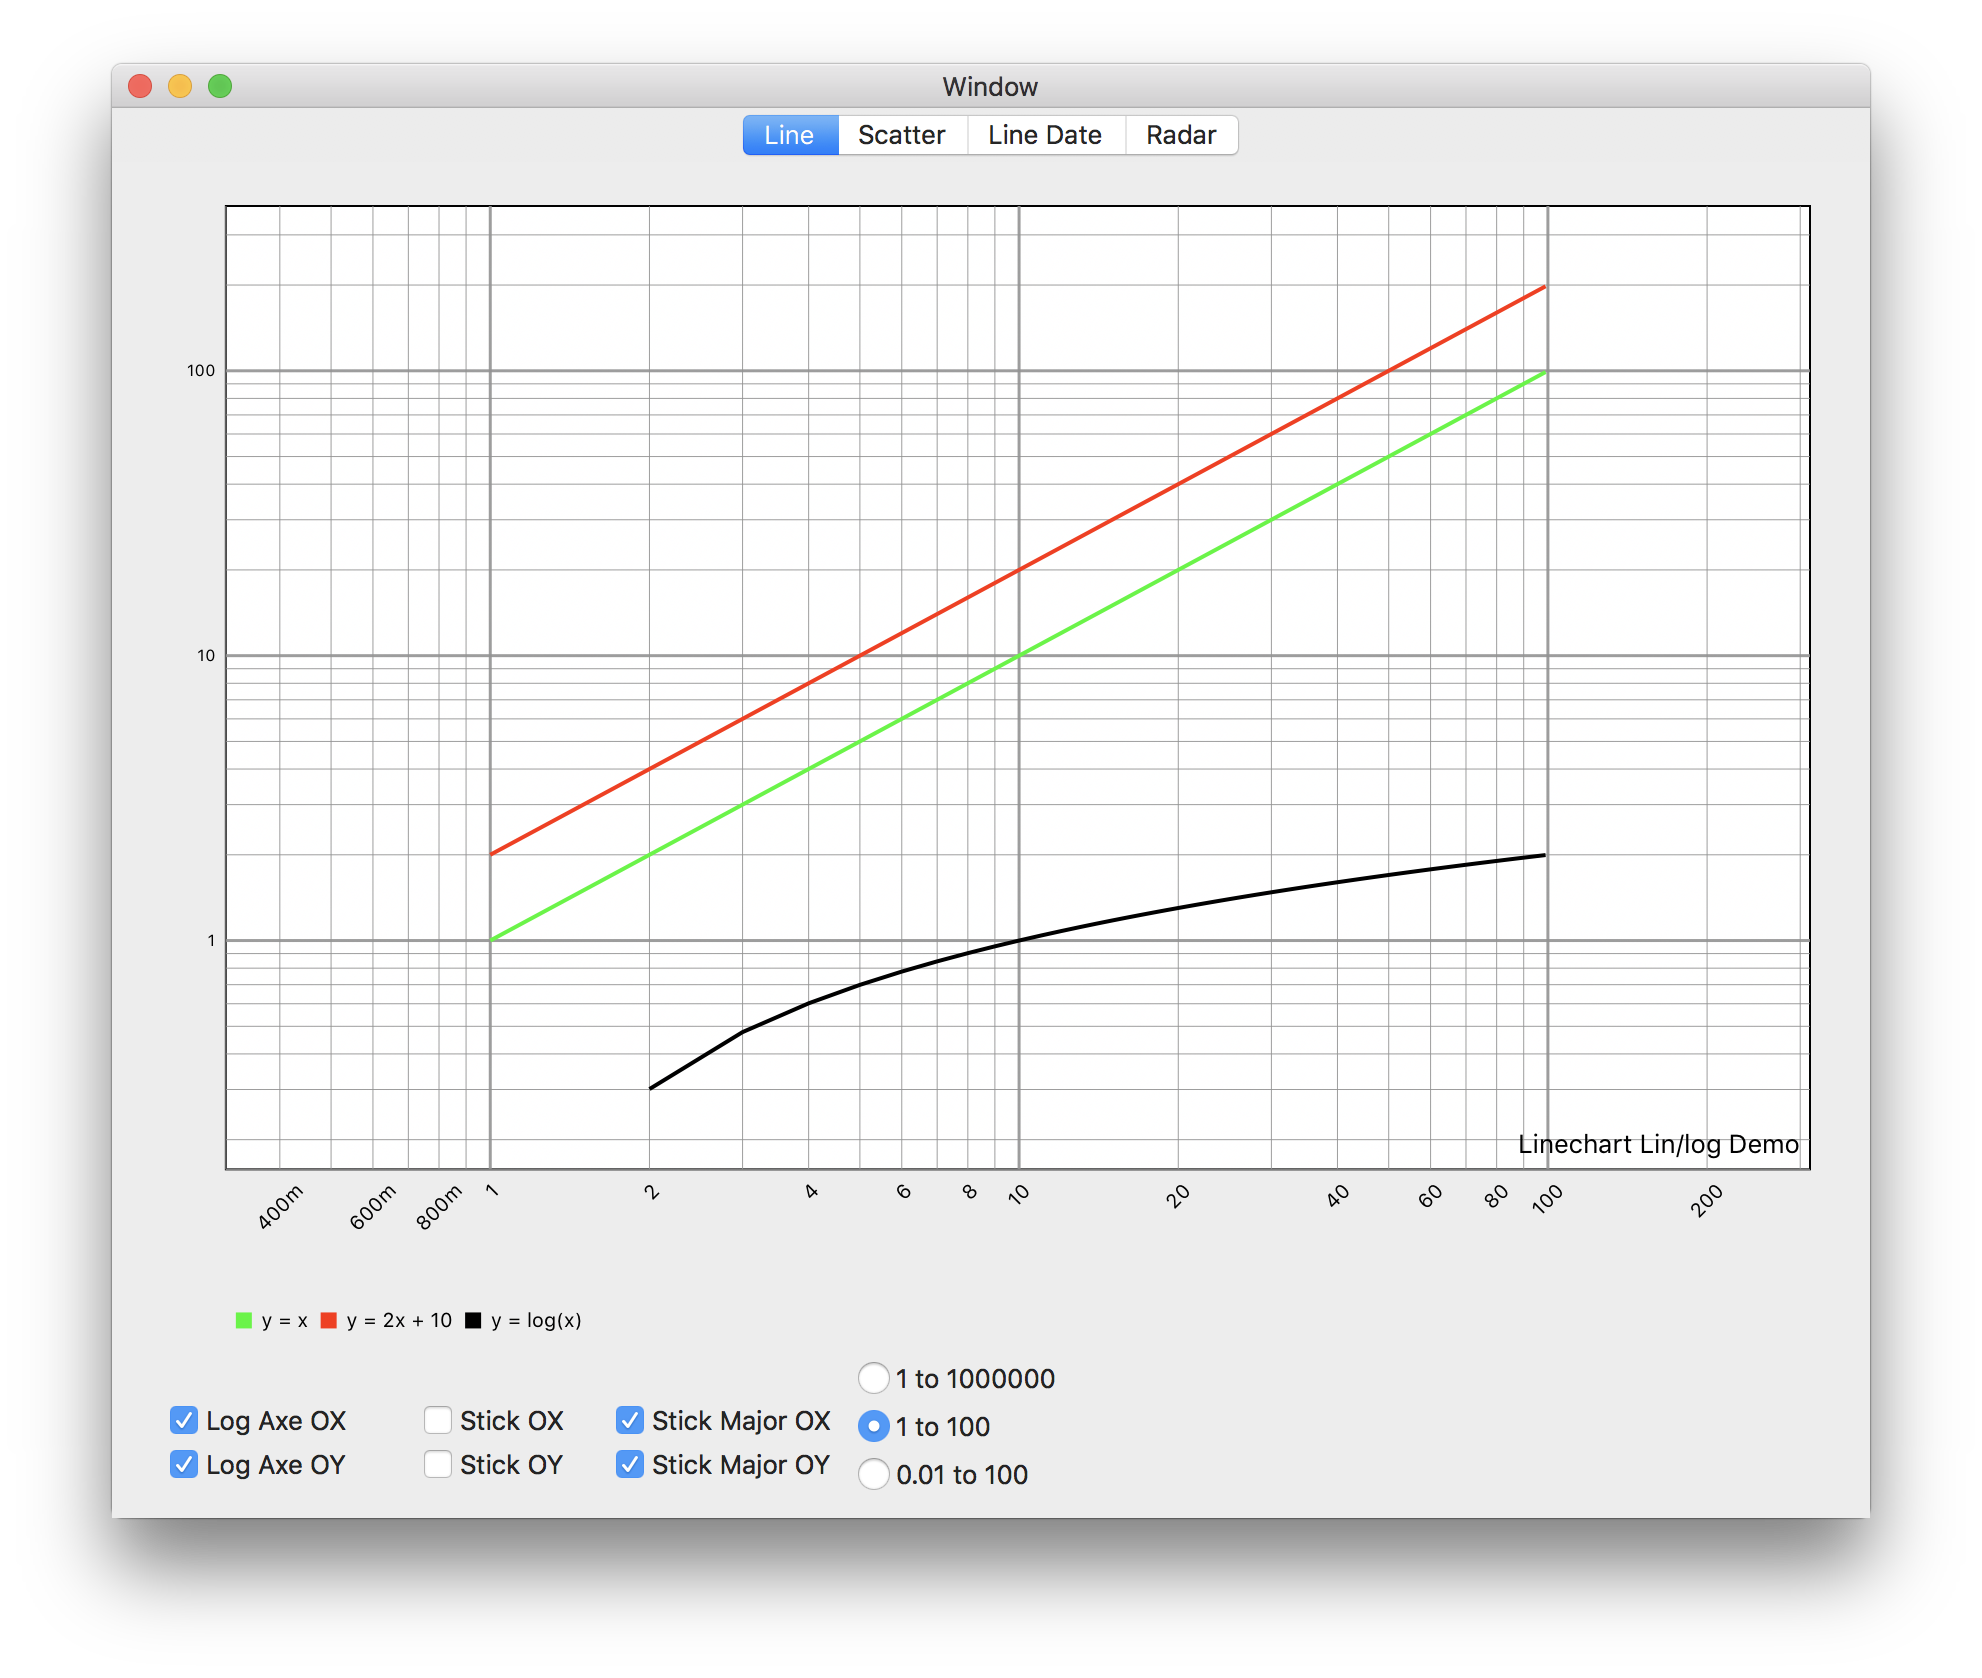 Window
Line Scatter Line Date Radar
100
10
1
Linechart Lin/log Demo
400m 600m 800m 1 2 4 6 8 10 20 40 60 80 100 200
y = x y = 2x + 10 y = log(x)
1 to 1000000
Log Axe OX Stick OX Stick Major OX 1 to 100
Log Axe OY Stick OY Stick Major OY 0.01 to 100